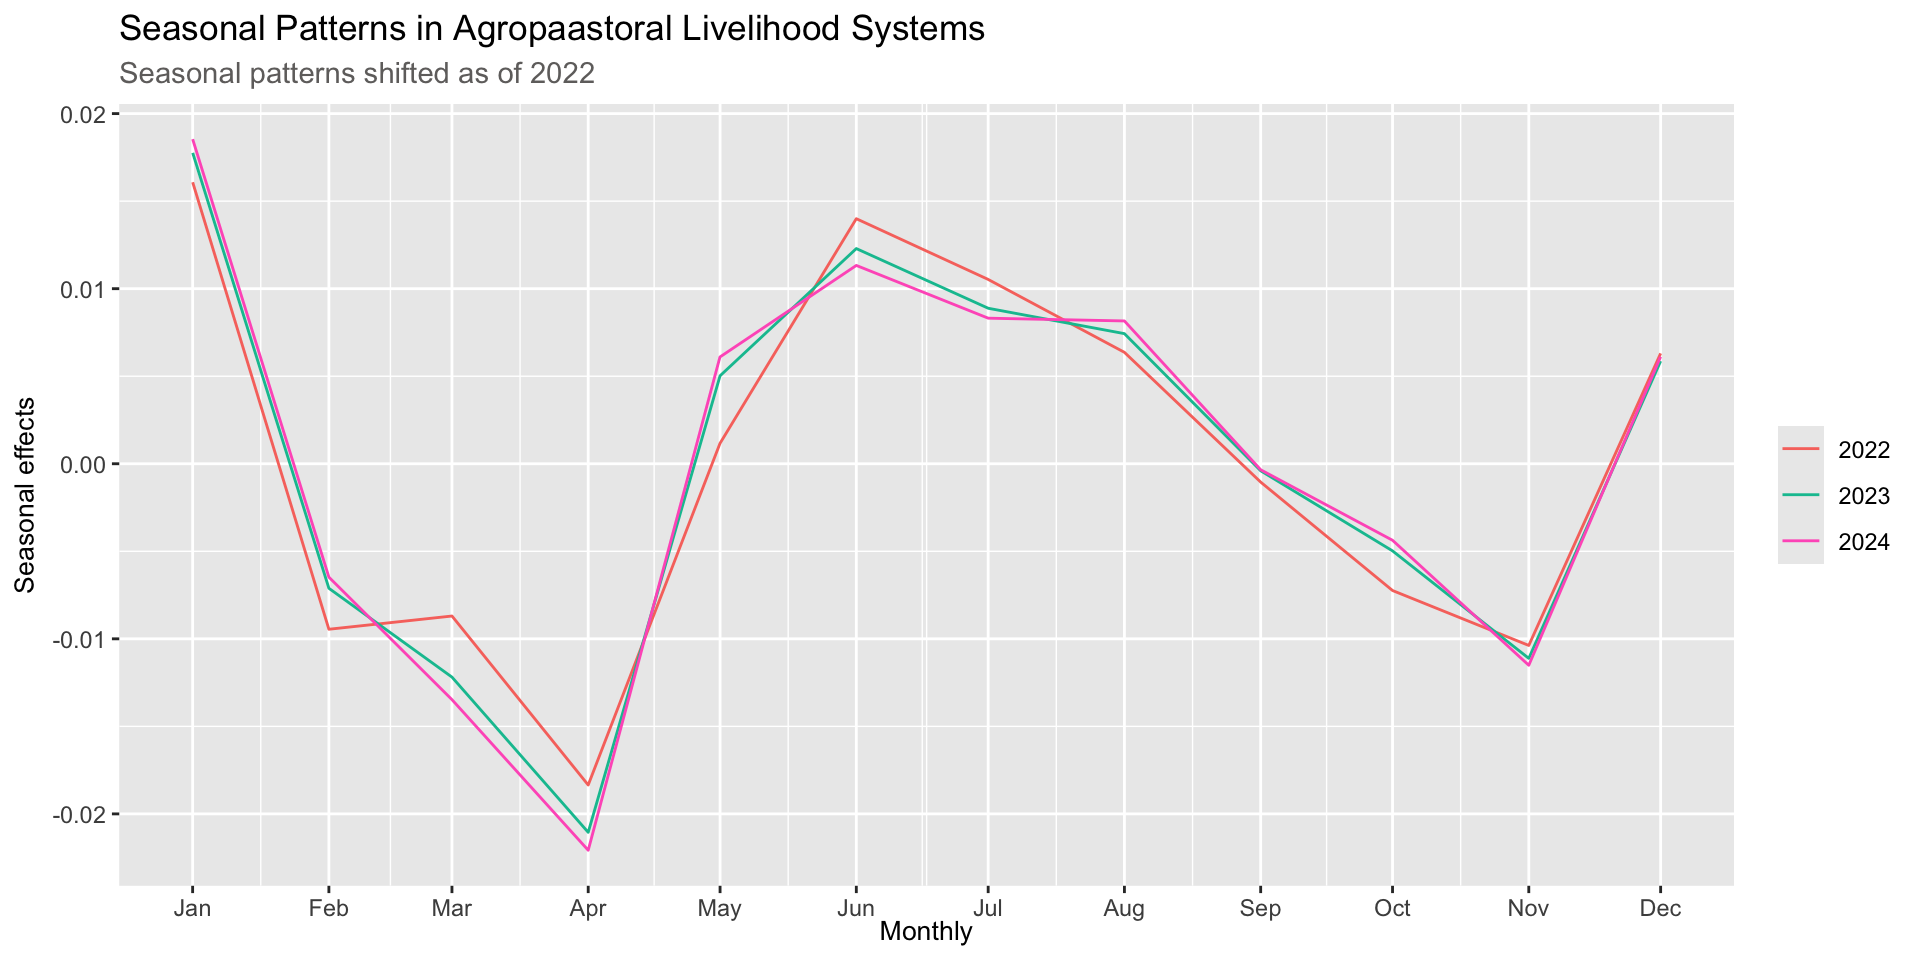 Seasonal Patterns in Agropaastoral Livelihood Systems
Seasonal patterns shifted as of 2022
0.02
0.01
0.00
-0.01
-0.02
Seasonal effects
Jan Feb Mar Apr May Jun Jul Aug Sep Oct Nov Dec
Monthly
2022
2023
2024